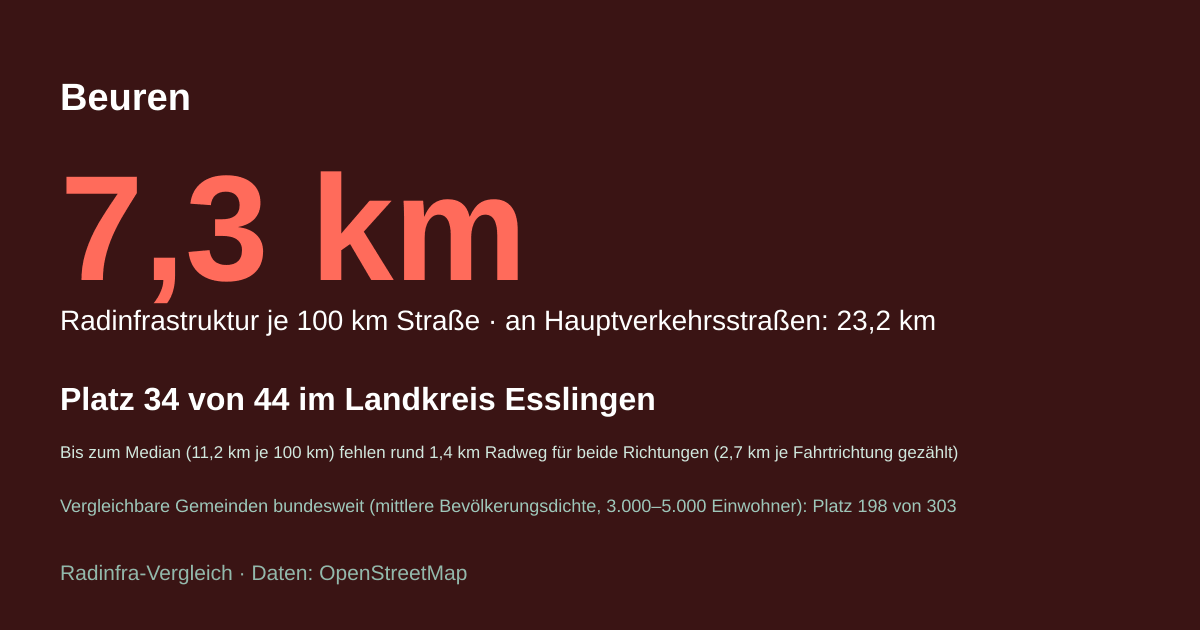 Beuren
7,3 km
Radinfrastruktur je 100 km Straße · an Hauptverkehrsstraßen: 23,2 km
Platz 34 von 44 im Landkreis Esslingen
Bis zum Median (11,2 km je 100 km) fehlen rund 1,4 km Radweg für beide Richtungen (2,7 km je Fahrtrichtung gezählt)
Vergleichbare Gemeinden bundesweit (mittlere Bevölkerungsdichte, 3.000–5.000 Einwohner): Platz 198 von 303
Radinfra-Vergleich · Daten: OpenStreetMap